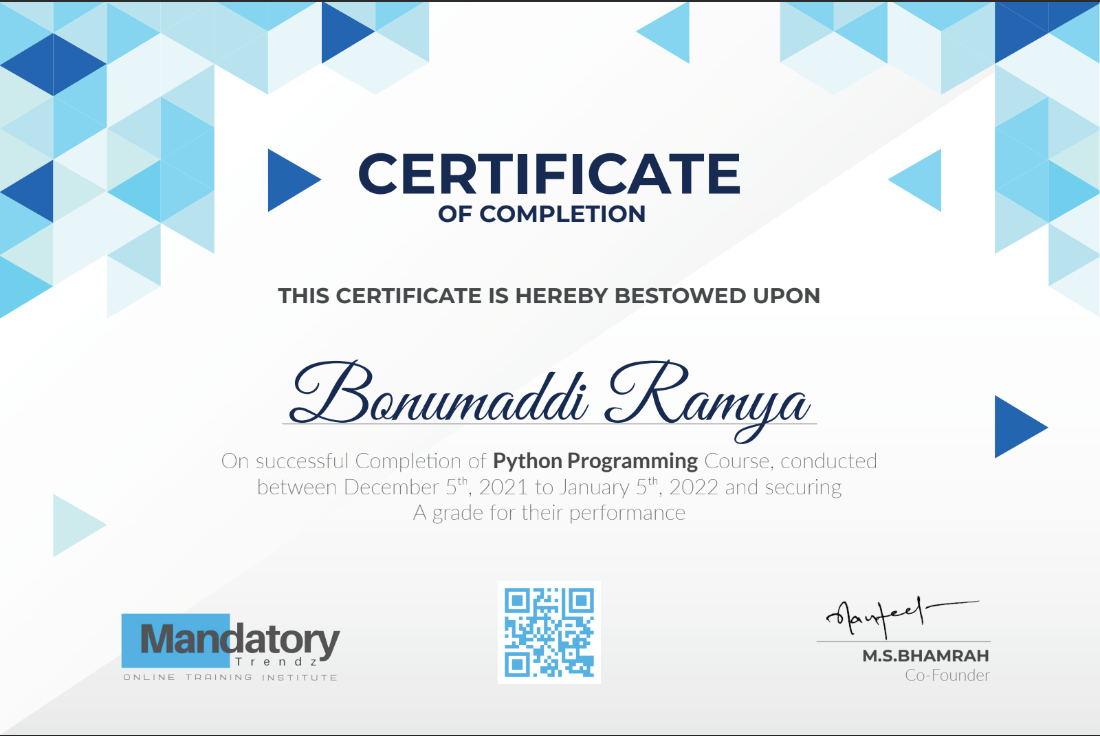 CERTIFICATE
OF COMPLETION
THIS CERTIFICATE IS HEREBY BESTOWED UPON
Bonumaddi Ramya
On successful Completion of Python Programming Course, conducted
between December 5th, 2021 to January 5th, 2022 and securing
A grade for their performance
Mandatory
Trendz
ONLINE TRAINING INSTITUTE
Navjeet
M.S.BHAMRAH
Co-Founder